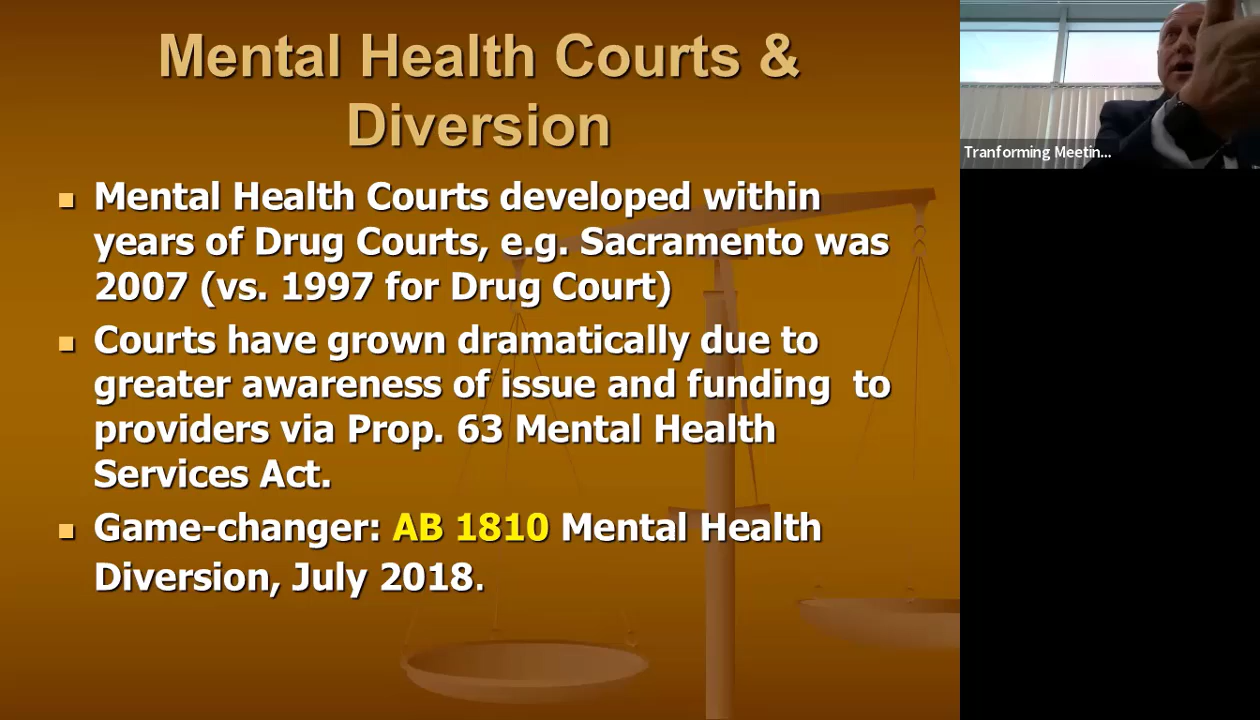 Mental Health Courts &
Diversion
Mental Health Courts developed within
years of Drug Courts, e.g. Sacramento was
2007 (vs. 1997 for Drug Court)
Courts have grown dramatically due to
greater awareness of issue and funding  to
providers via Prop. 63 Mental Health
Services Act.
Game-changer: AB 1810 Mental Health
Diversion, July 2018.
Tranforming Meetin...